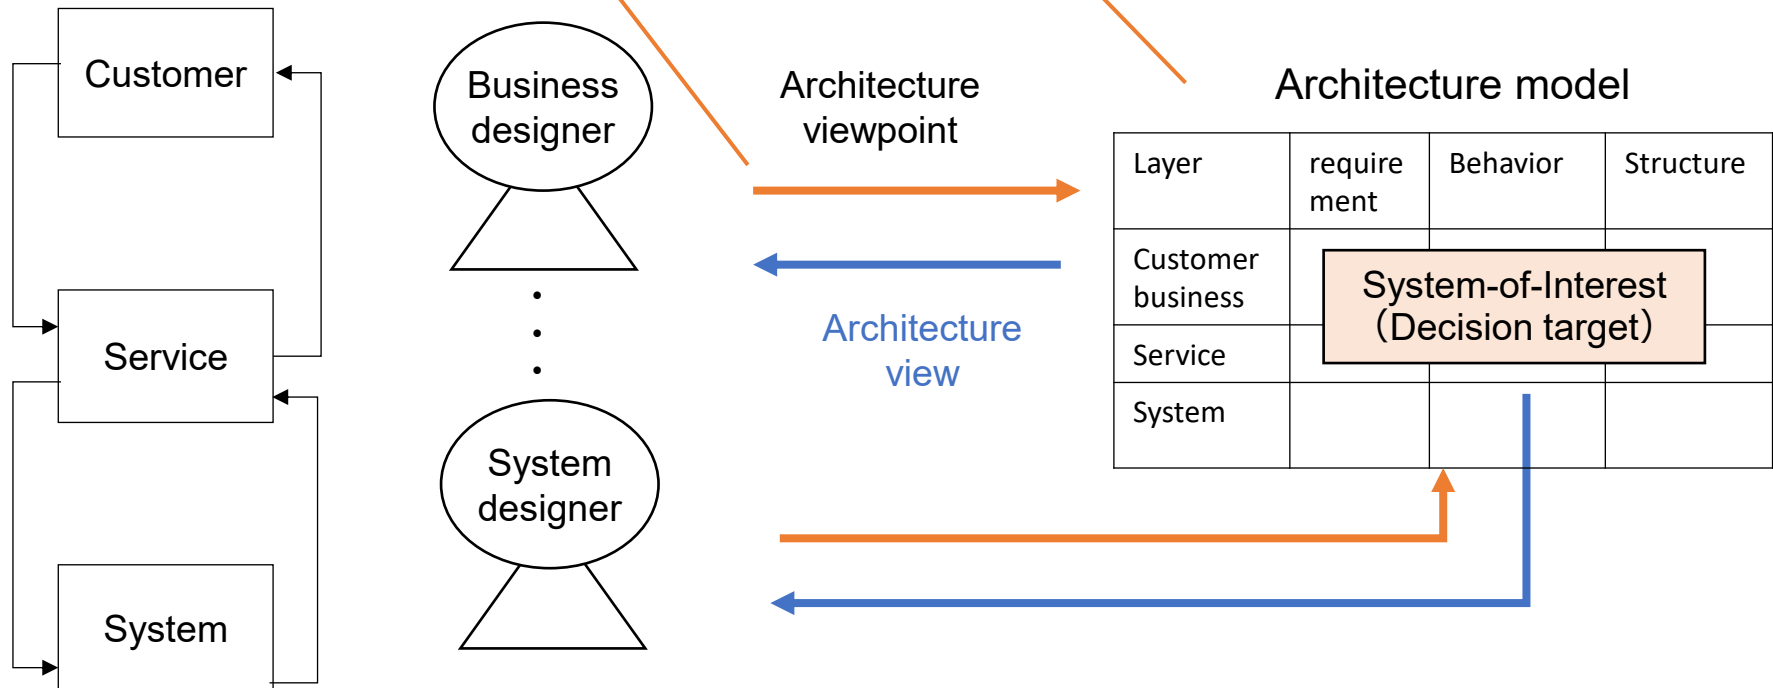 Customer
Service
System
Business
designer
System
designer
Architecture
viewpoint
Architecture
view
Architecture model
Layer
require
ment
Behavior
Structure
Customer
business
Service
System
System-of-Interest
（Decision target）